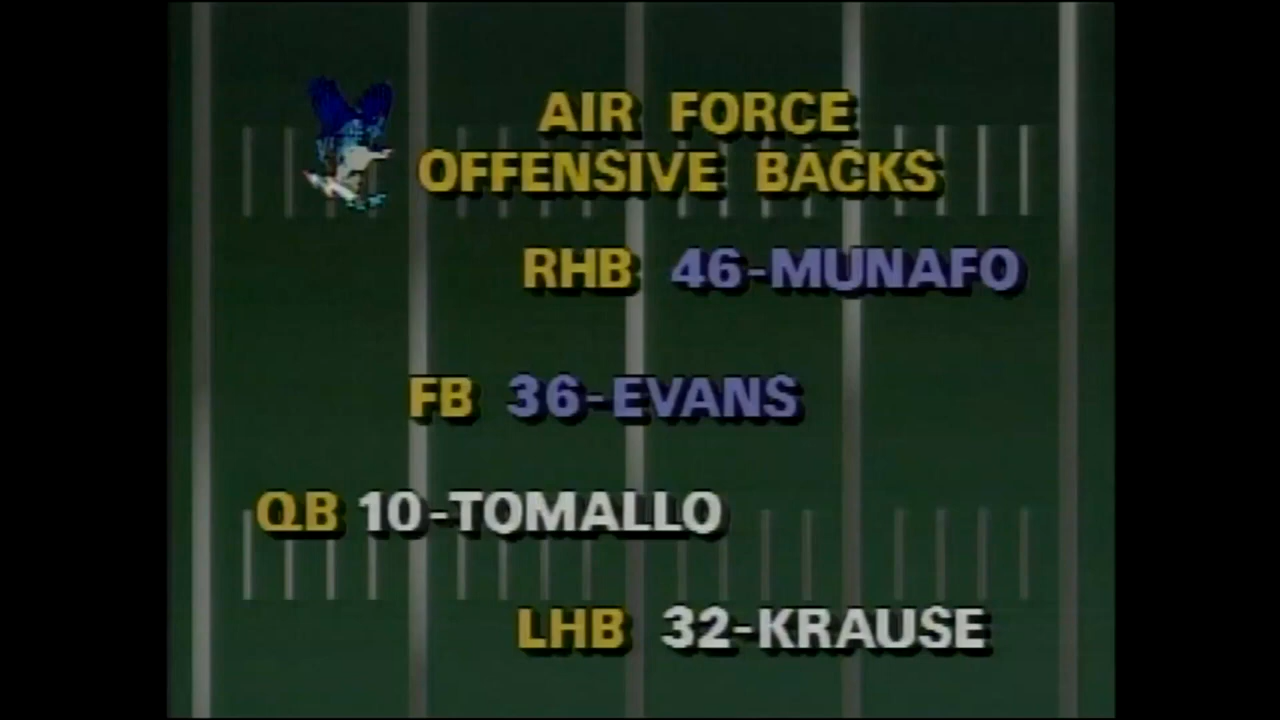 AIR FORCE
OFFENSIVE BACKS
RHB 46-MUNAFO
FB 36-EVANS
QB 10-TOMALLO
LHB 32-KRAUSE